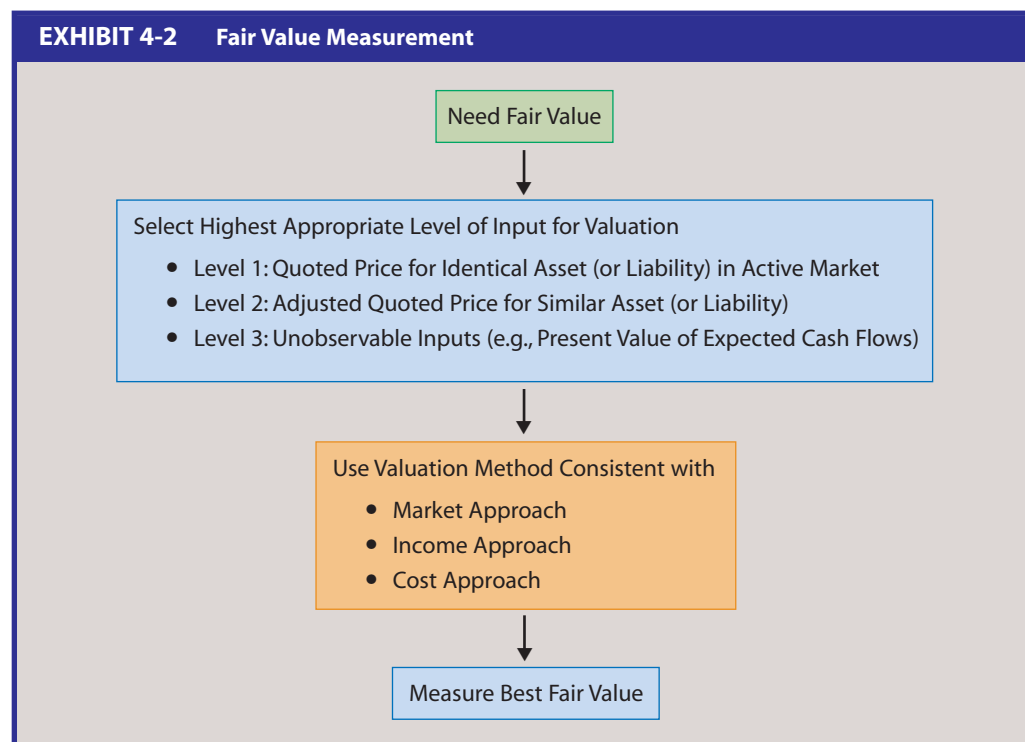 EXHIBIT 4-2 Fair Value Measurement
Need Fair Value
Select Highest Appropriate Level of Input for Valuation
• Level 1: Quoted Price for Identical Asset (or Liability) in Active Market
• Level 2: Adjusted Quoted Price for Similar Asset (or Liability)
• Level 3: Unobservable Inputs (e.g., Present Value of Expected Cash Flows)
Use Valuation Method Consistent with
• Market Approach
• Income Approach
• Cost Approach
Measure Best Fair Value